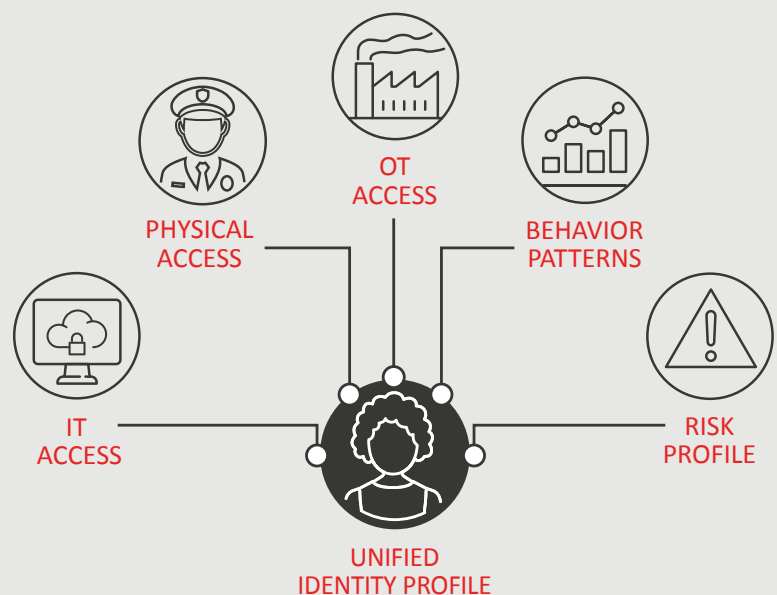 OT
ACCESS
PHYSICAL
ACCESS
BEHAVIOR
PATTERNS
IT
ACCESS
RISK
PROFILE
UNIFIED
IDENTITY PROFILE